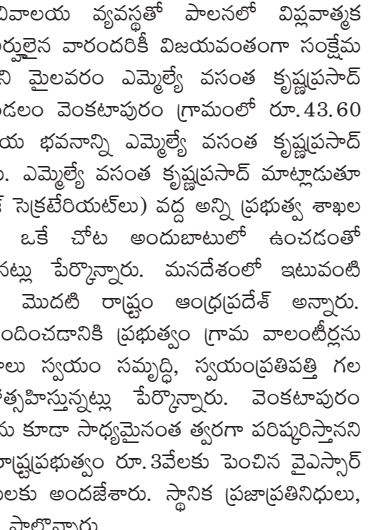 వాలయ వ్యవస్థతో పాలనలో విప్లవాత్మక
ర్హులైన వారందరికీ విజయవంతంగా సంక్షేమ
ని మైలవరం ఎమ్మెల్యే వసంత కృష్ణప్రసాద్
డలం వెంకటాపురం గ్రామంలో రూ.43.60
య భవనాన్ని ఎమ్మెల్యే వసంత కృష్ణప్రసాద్
. ఎమ్మెల్యే వసంత కృష్ణప్రసాద్ మాట్లాడుతూ
సెక్రటేరియట్‌లు) వద్ద అన్ని ప్రభుత్వ శాఖల
ఒకే చోట అందుబాటులో ఉంచడంతో
నట్లు పేర్కొన్నారు. మనదేశంలో ఇటువంటి
మొదటి రాష్ట్రం ఆంధ్రప్రదేశ్ అన్నారు.
ందించడానికి ప్రభుత్వం గ్రామ వాలంటీర్లను
లు స్వయం సమృద్ధి, స్వయంప్రతిపత్తి గల
త్సహిస్తున్నట్లు పేర్కొన్నారు. వెంకటాపురం
ను కూడా సాధ్యమైనంత త్వరగా పరిష్కరిస్తానని
రాష్ట్రప్రభుత్వం రూ.3వేలకు పెంచిన వైఎస్సార్
లకు అందజేశారు. స్థానిక ప్రజాప్రతినిధులు,
పాల్గొన్నారు